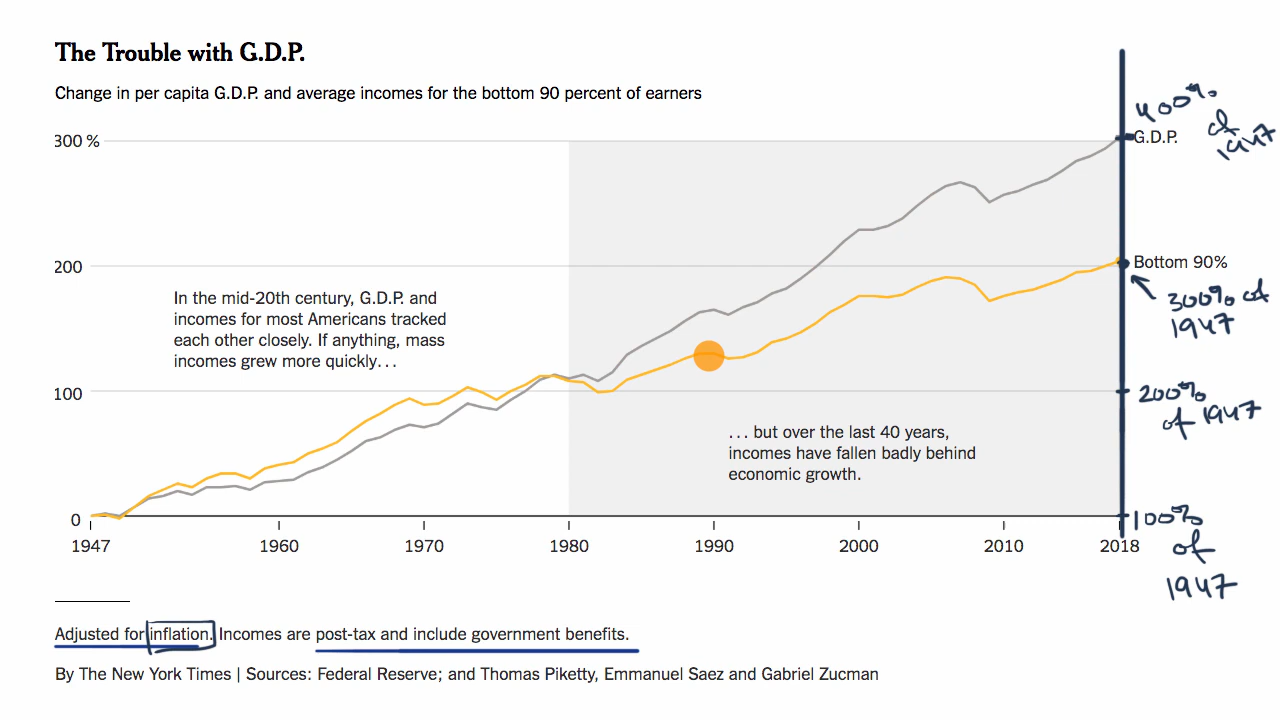 The Trouble with G.D.P.
Change in per capita G.D.P. and average incomes for the bottom 90 percent of earners
300 %
200
100
0
In the mid-20th century, G.D.P. and
incomes for most Americans tracked
each other closely. If anything, mass
incomes grew more quickly...
... but over the last 40 years,
incomes have fallen badly behind
economic growth.
G.D.P.
400%
of
1947
Bottom 90%
300% of
1947
200%
of 1947
100%
of
1947
1947 1960 1970 1980 1990 2000 2010 2018
Adjusted for inflation. Incomes are post-tax and include government benefits.
By The New York Times | Sources: Federal Reserve; and Thomas Piketty, Emmanuel Saez and Gabriel Zucman